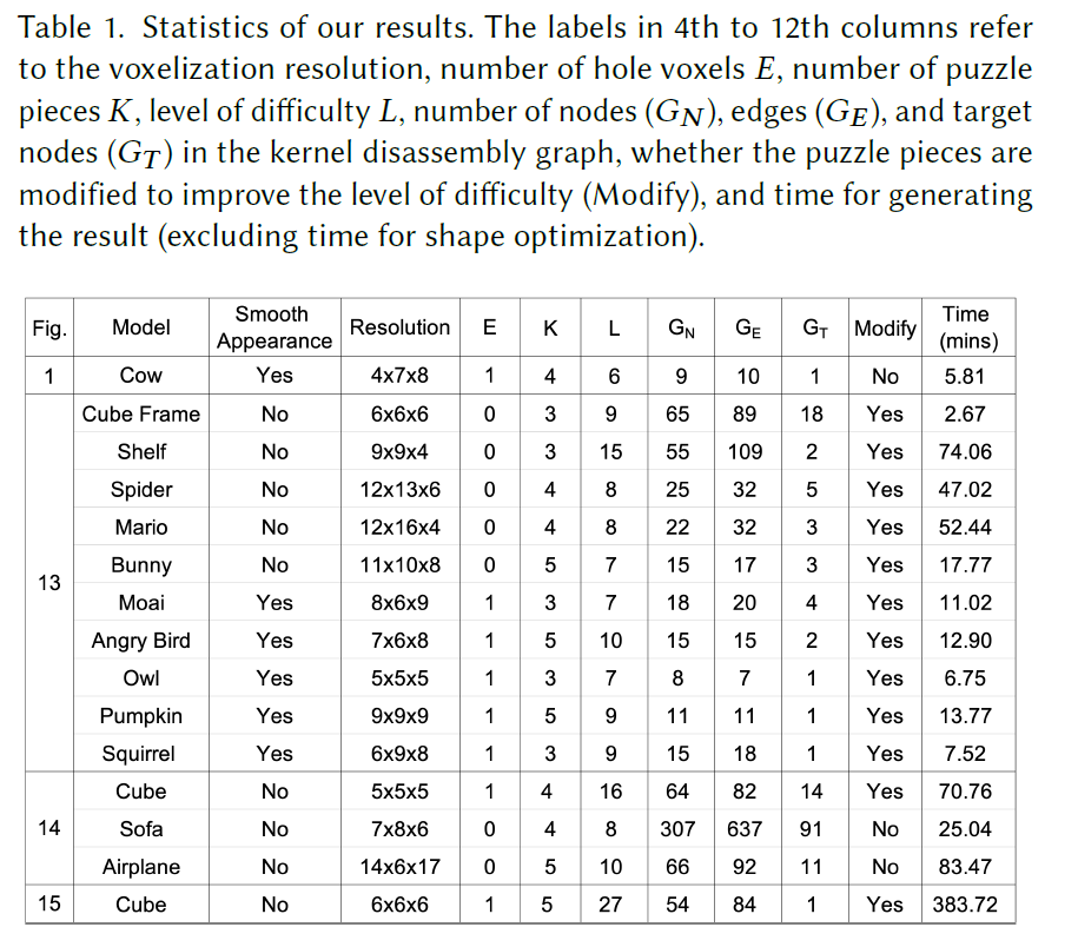 Table 1. Statistics of our results. The labels in 4th to 12th columns refer
to the voxelization resolution, number of hole voxels E, number of puzzle
pieces K, level of difficulty L, number of nodes (GN), edges (GE), and target
nodes (GT) in the kernel disassembly graph, whether the puzzle pieces are
modified to improve the level of difficulty (Modify), and time for generating
the result (excluding time for shape optimization).
Fig. Model Smooth Appearance Resolution E K L GN GE GT Modify Time (mins)
1 Cow Yes 4x7x8 1 4 6 9 10 1 No 5.81
13 Cube Frame No 6x6x6 0 3 9 65 89 18 Yes 2.67
Shelf No 9x9x4 0 3 15 55 109 2 Yes 74.06
Spider No 12x13x6 0 4 8 25 32 5 Yes 47.02
Mario No 12x16x4 0 4 8 22 32 3 Yes 52.44
Bunny No 11x10x8 0 5 7 15 17 3 Yes 17.77
Moai Yes 8x6x9 1 3 7 18 20 4 Yes 11.02
Angry Bird Yes 7x6x8 1 5 10 15 15 2 Yes 12.90
Owl Yes 5x5x5 1 3 7 8 7 1 Yes 6.75
Pumpkin Yes 9x9x9 1 5 9 11 11 1 Yes 13.77
Squirrel Yes 6x9x8 1 3 9 15 18 1 Yes 7.52
14 Cube No 5x5x5 1 4 16 64 82 14 Yes 70.76
Sofa No 7x8x6 0 4 8 307 637 91 No 25.04
Airplane No 14x6x17 0 5 10 66 92 11 No 83.47
15 Cube No 6x6x6 1 5 27 54 84 1 Yes 383.72